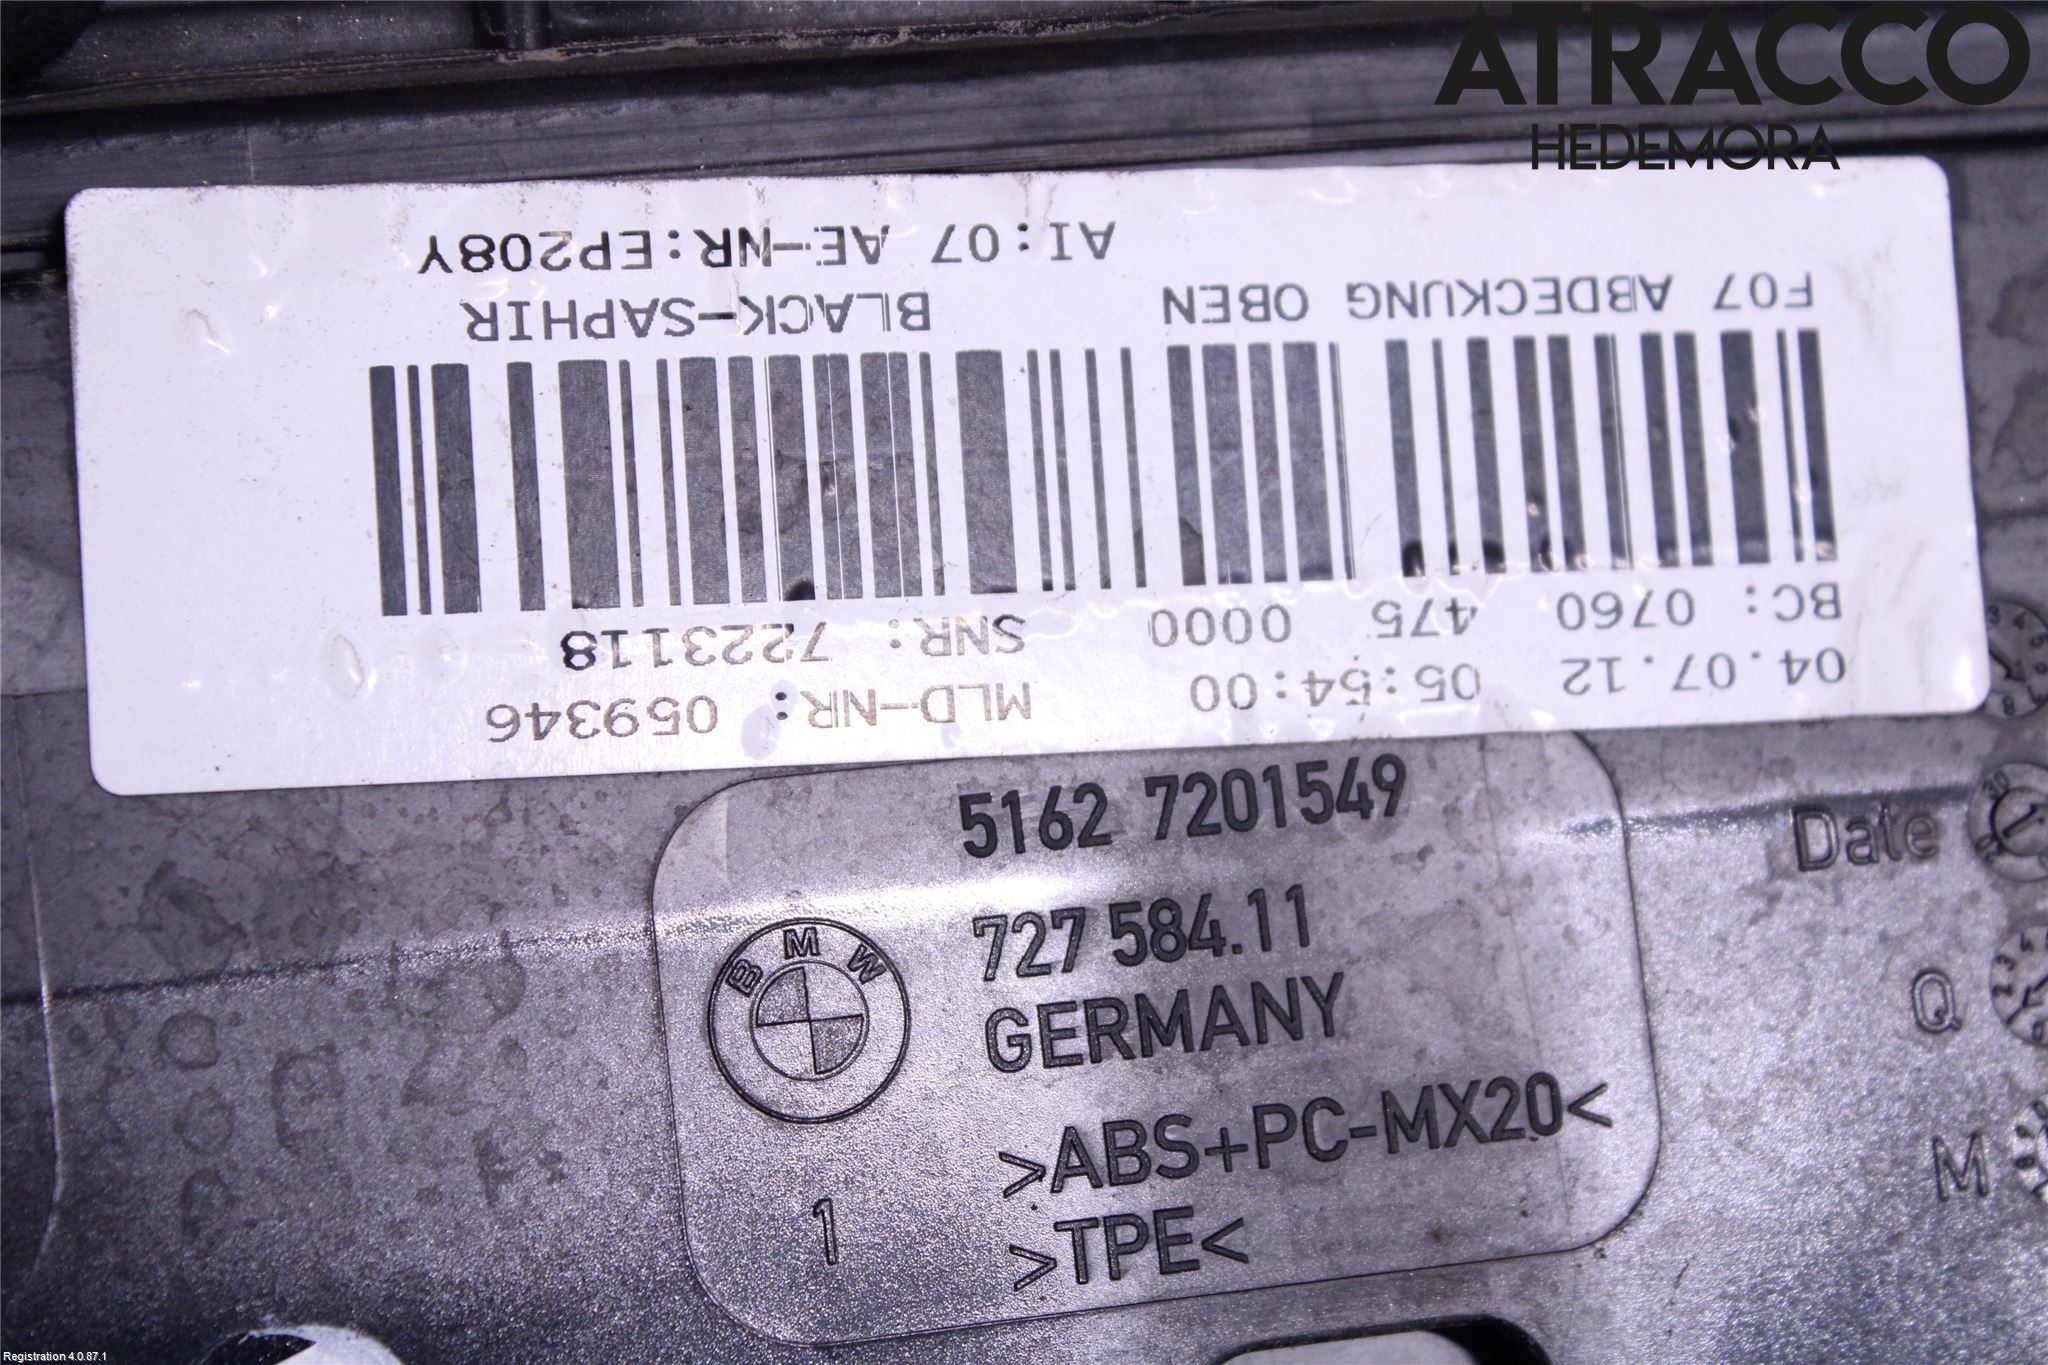 ATRACCO
HEDEMORA
04.07.12 05:54:00 MLD-NR: 059346
BC: 0760 475 0000 SNR: 7223118
F07 ABDECKUNG OBEN BLACK-SAPHIR
AI:07 AE-NR:EP208Y
5162 7201549
727 584.11
GERMANY
>ABS+PC-MX20<
>TPE<
BMW
1
Date
Q
M
Registration 4.0.87.1